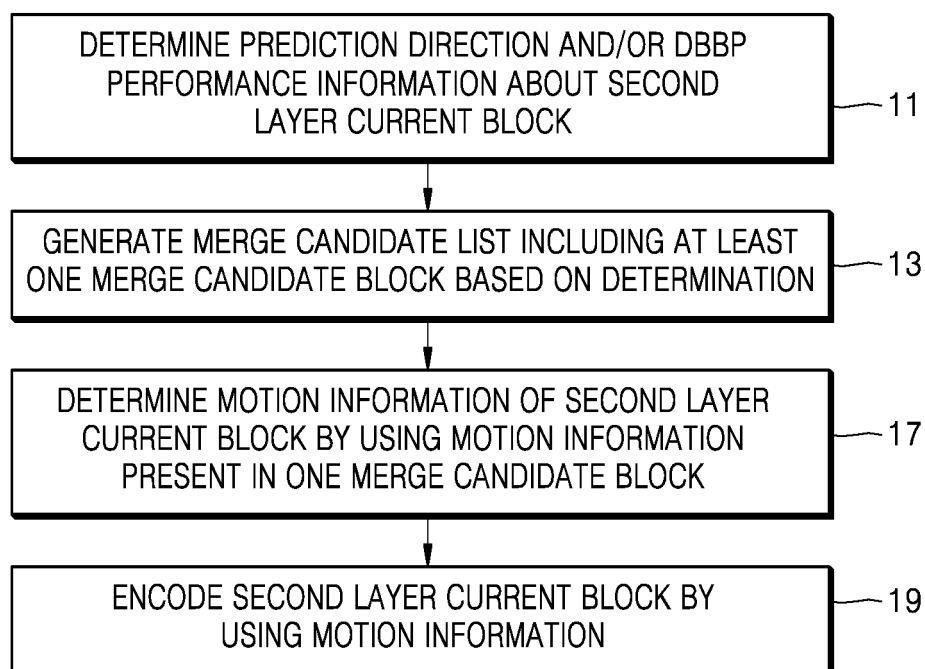 DETERMINE PREDICTION DIRECTION AND/OR DBBP
PERFORMANCE INFORMATION ABOUT SECOND
LAYER CURRENT BLOCK
11
GENERATE MERGE CANDIDATE LIST INCLUDING AT LEAST
ONE MERGE CANDIDATE BLOCK BASED ON DETERMINATION
13
DETERMINE MOTION INFORMATION OF SECOND LAYER
CURRENT BLOCK BY USING MOTION INFORMATION
PRESENT IN ONE MERGE CANDIDATE BLOCK
17
ENCODE SECOND LAYER CURRENT BLOCK BY
USING MOTION INFORMATION
19